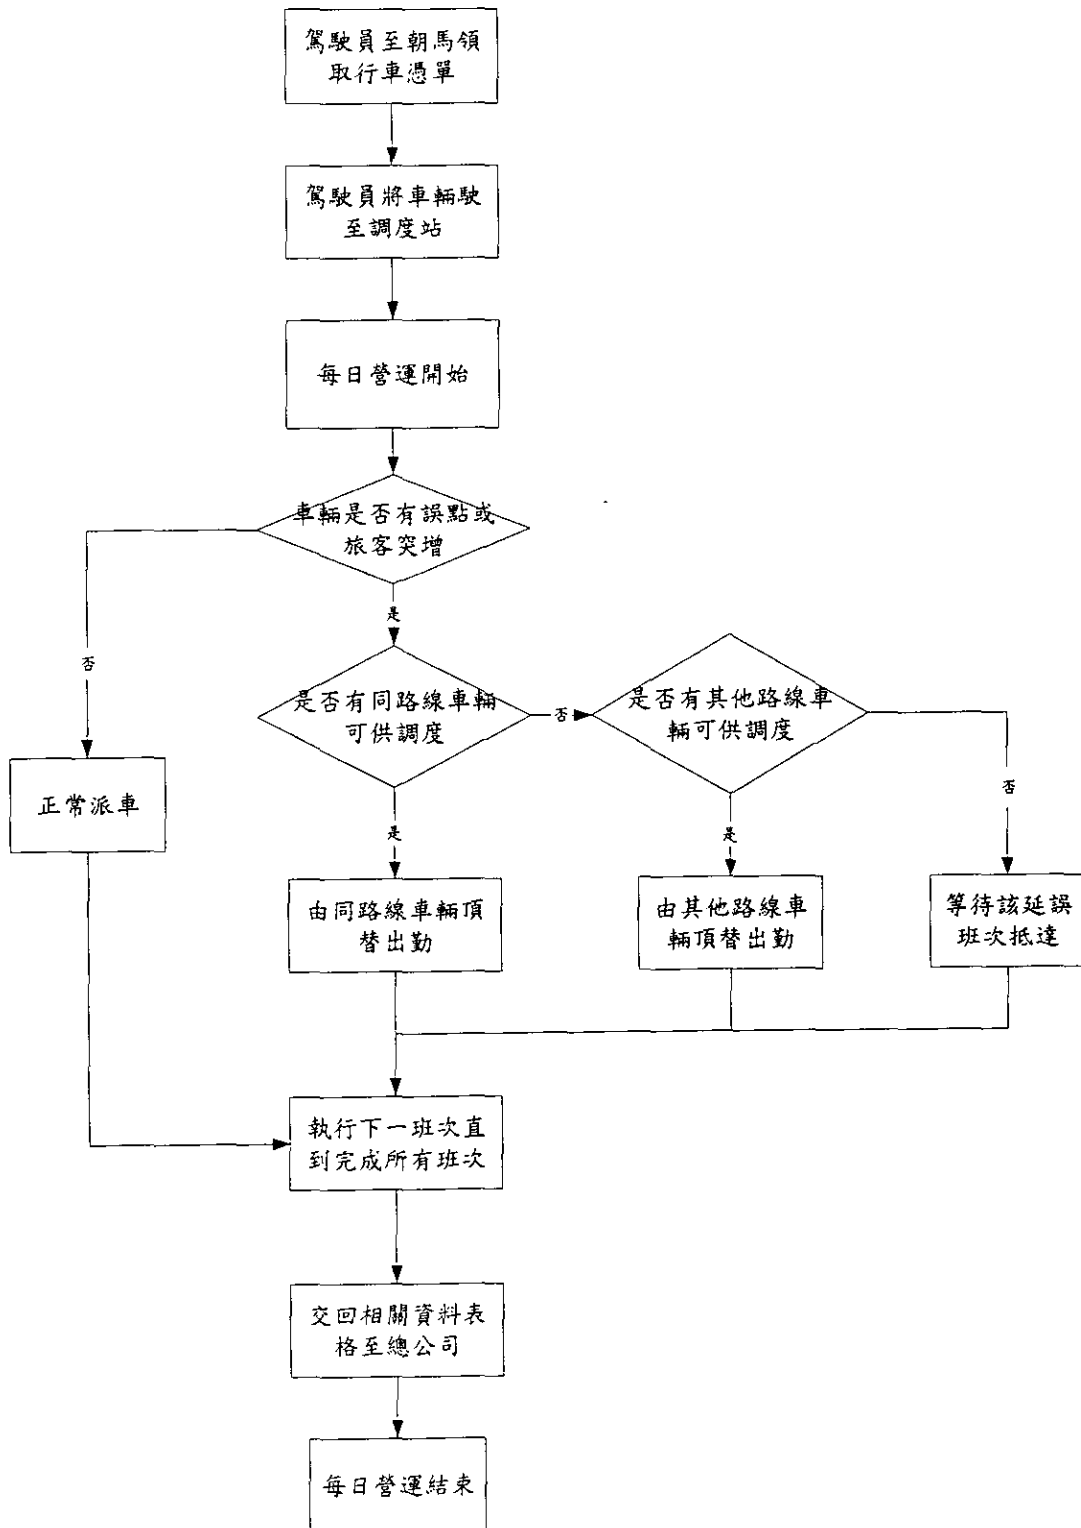 駕駛員至朝馬領
取行車憑單
駕駛員將車輛駛
至調度站
每日營運開始
車輛是否有誤點或
旅客突增
是
否
是否有同路線車輛
可供調度
否
是否有其他路線車
輛可供調度
否
正常派車
是
是
由同路線車輛頂
替出勤
由其他路線車
輛頂替出勤
等待該延誤
班次抵達
執行下一班次直
到完成所有班次
交回相關資料表
格至總公司
每日營運結束